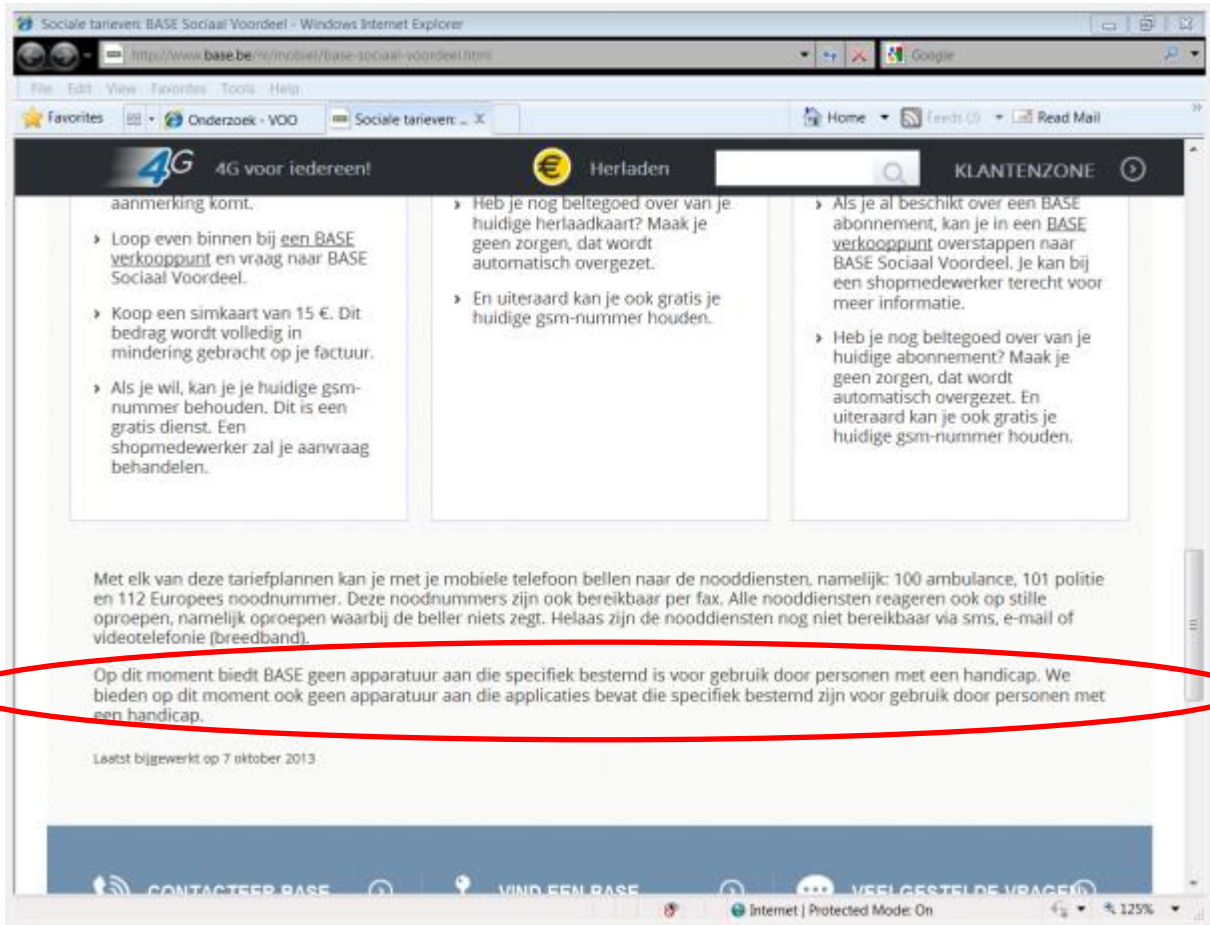 Sociale tarieven: BASE Sociaal Voordeel - Windows Internet Explorer
http://www.base.be/nl/mobiel/base-sociaal-voordeel.html
Google
File Edit View Favorites Tools Help
Favorites
Onderzoek - VOO
Sociale tarieven: ...
X
Home
Feeds (J)
Read Mail
4G
4G voor iedereen!
€
Herladen
KLANTENZONE
aanmerking komt.
Loop even binnen bij een BASE
verkooppunt en vraag naar BASE
Sociaal Voordeel.
Koop een simkaart van 15 €. Dit
bedrag wordt volledig in
mindering gebracht op je factuur.
Als je wil, kan je je huidige gsm-
nummer behouden. Dit is een
gratis dienst. Een
shopmedewerker zal je aanvraag
behandelen.
Heb je nog beltegoed over van je
huidige herlaadkaart? Maak je
geen zorgen, dat wordt
automatisch overgezet.
En uiteraard kan je ook gratis je
huidige gsm-nummer houden.
Als je al beschikt over een BASE
abonnement, kan je in een BASE
verkooppunt overstappen naar
BASE Sociaal Voordeel. Je kan bij
een shopmedewerker terecht voor
meer informatie.
Heb je nog beltegoed over van je
huidige abonnement? Maak je
geen zorgen, dat wordt
automatisch overgezet. En
uiteraard kan je ook gratis je
huidige gsm-nummer houden.
Met elk van deze tariefplannen kan je met je mobiele telefoon bellen naar de nooddiensten, namelijk: 100 ambulance, 101 politie
en 112 Europees noodnummer. Deze noodnummers zijn ook bereikbaar per fax. Alle nooddiensten reageren ook op stille
oproepen, namelijk oproepen waarbij de beller niets zegt. Helaas zijn de nooddiensten nog niet bereikbaar via sms, e-mail of
videotelefonie (breedband).
Op dit moment biedt BASE geen apparatuur aan die specifiek bestemd is voor gebruik door personen met een handicap. We
bieden op dit moment ook geen apparatuur aan die applicaties bevat die specifiek bestemd zijn voor gebruik door personen met
een handicap.
Laatst bijgewerkt op 7 oktober 2013
CONTACTEER BASE
VIND EEN BASE
VEELGESTELDE VRAGEN
Internet | Protected Mode: On
125%